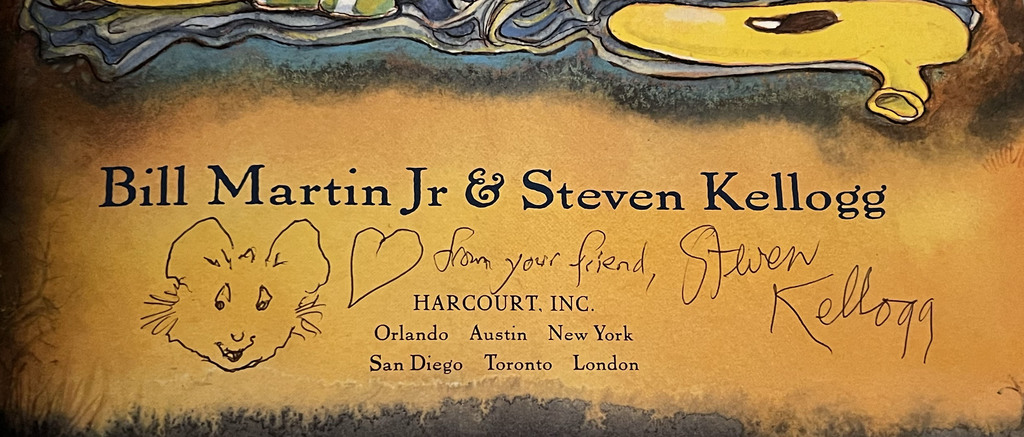 Bill Martin Jr & Steven Kellogg
from your friend, Steven Kellogg
HARCOURT, INC.
Orlando Austin New York
San Diego Toronto London